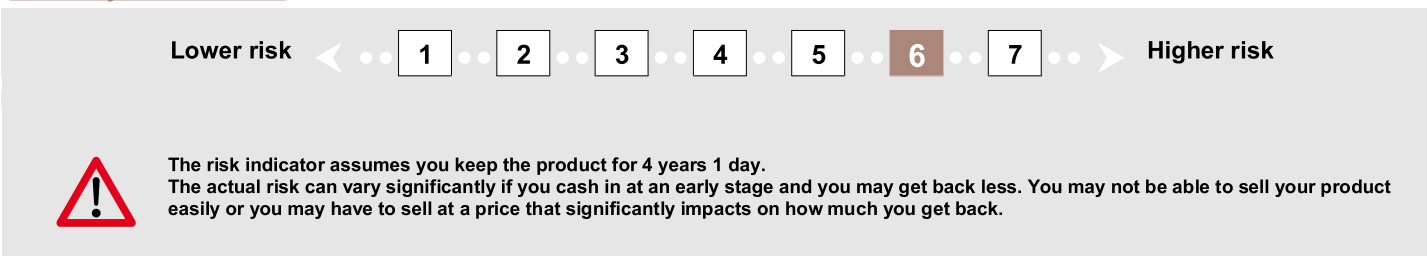 Lower risk 1 2 3 4 5 6 7 Higher risk
The risk indicator assumes you keep the product for 4 years 1 day.
The actual risk can vary significantly if you cash in at an early stage and you may get back less. You may not be able to sell your product
easily or you may have to sell at a price that significantly impacts on how much you get back.